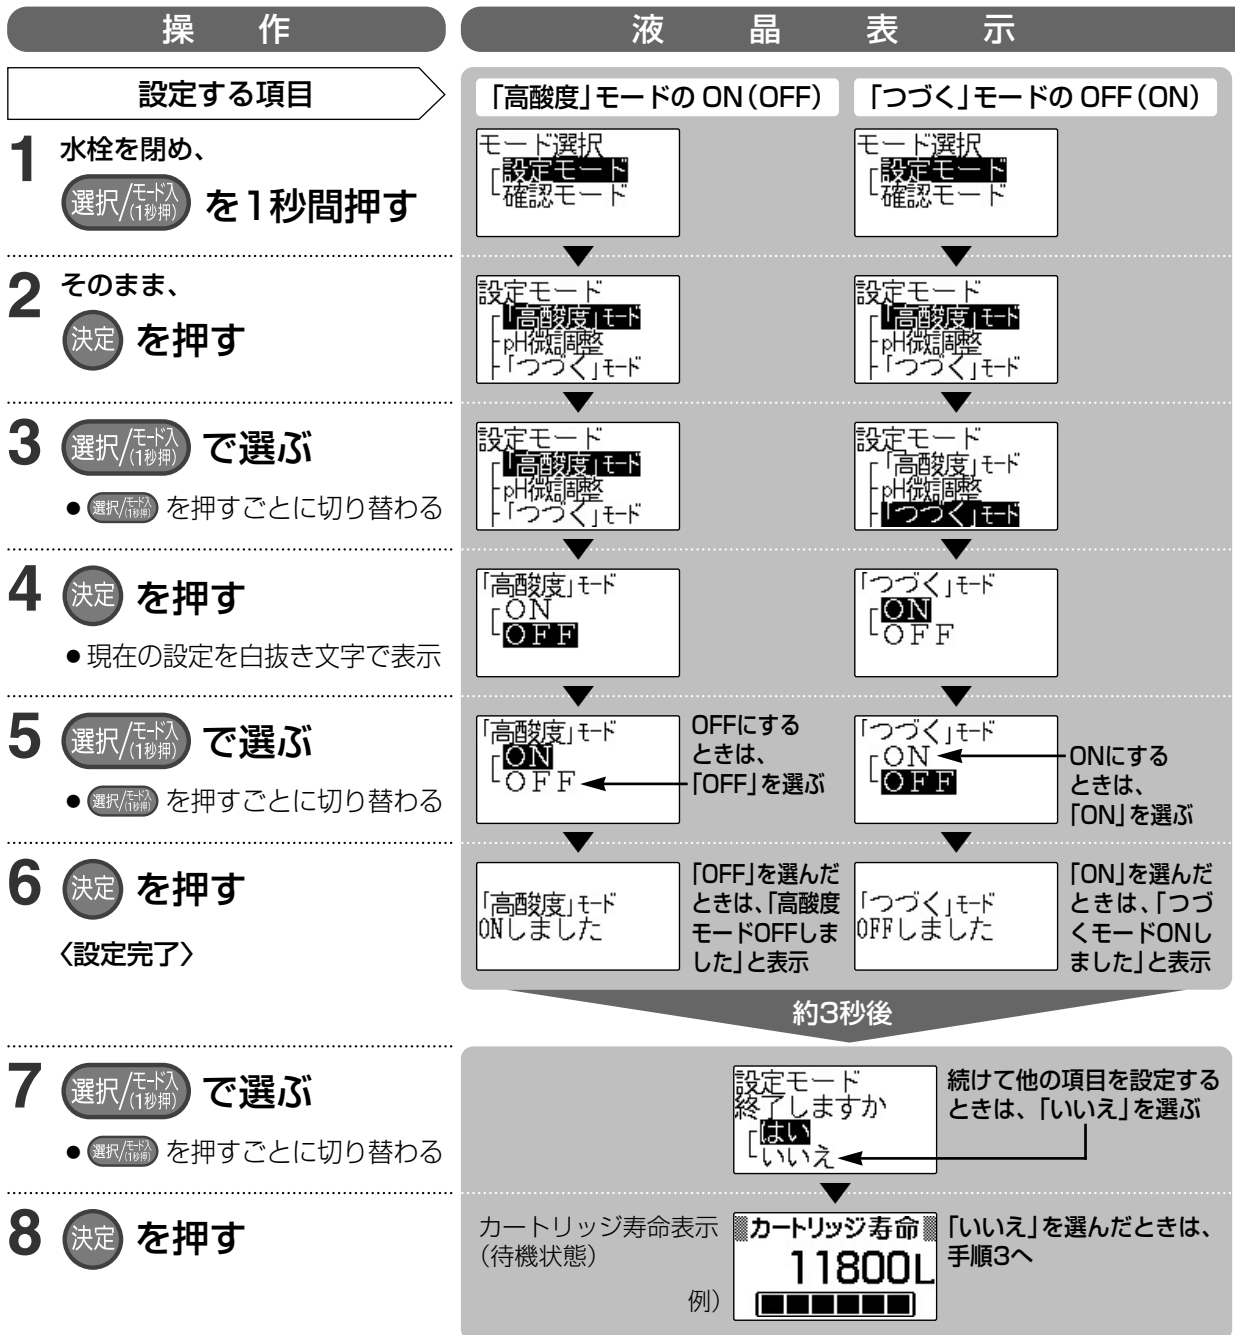 操作
液晶表示
設定する項目
「高酸度」モードの ON(OFF)
「つづく」モードの OFF(ON)
1 水栓を閉め、
選択/モード入(1秒押) を1秒間押す
モード選択
設定モード
確認モード
モード選択
設定モード
確認モード
2 そのまま、
決定 を押す
設定モード
「高酸度」モード
pH微調整
「つづく」モード
設定モード
「高酸度」モード
pH微調整
「つづく」モード
3 選択/モード入(1秒押) で選ぶ
●選択/モード入(1秒押) を押すごとに切り替わる
設定モード
「高酸度」モード
pH微調整
「つづく」モード
設定モード
「高酸度」モード
pH微調整
「つづく」モード
4 決定 を押す
●現在の設定を白抜き文字で表示
「高酸度」モード
ON
OFF
「つづく」モード
ON
OFF
5 選択/モード入(1秒押) で選ぶ
●選択/モード入(1秒押) を押すごとに切り替わる
「高酸度」モード
ON
OFF
OFFにする
ときは、
「OFF」を選ぶ
「つづく」モード
ON
OFF
ONにする
ときは、
「ON」を選ぶ
6 決定 を押す
〈設定完了〉
「高酸度」モード
ONしました
「OFF」を選んだ
ときは、「高酸度
モードOFFしま
した」と表示
「つづく」モード
OFFしました
「ON」を選んだ
ときは、「つづ
くモードONし
ました」と表示
約3秒後
7 選択/モード入(1秒押) で選ぶ
●選択/モード入(1秒押) を押すごとに切り替わる
設定モード
終了しますか
はい
いいえ
続けて他の項目を設定する
ときは、「いいえ」を選ぶ
8 決定 を押す
カートリッジ寿命表示
(待機状態)
例)
カートリッジ寿命
11800L
「いいえ」を選んだときは、
手順3へ